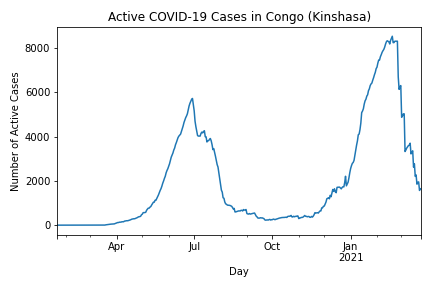 Active COVID-19 Cases in Congo (Kinshasa)
Number of Active Cases
8000
6000
4000
2000
0
Apr
Jul
Oct
Jan
2021
Day